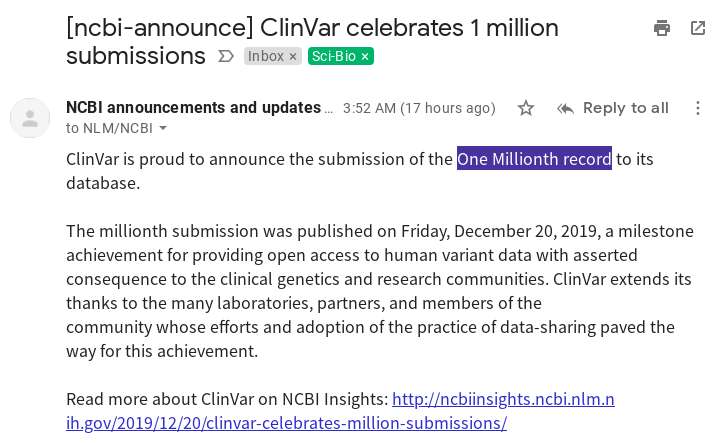 [ncbi-announce] ClinVar celebrates 1 million
submissions Inbox × Sci-Bio ×
NCBI announcements and updates ... 3:52 AM (17 hours ago) Reply to all
to NLM/NCBI
ClinVar is proud to announce the submission of the One Millionth record to its
database.
The millionth submission was published on Friday, December 20, 2019, a milestone
achievement for providing open access to human variant data with asserted
consequence to the clinical genetics and research communities. ClinVar extends its
thanks to the many laboratories, partners, and members of the
community whose efforts and adoption of the practice of data-sharing paved the
way for this achievement.
Read more about ClinVar on NCBI Insights: http://ncbiinsights.ncbi.nlm.n
ih.gov/2019/12/20/clinvar-celebrates-million-submissions/